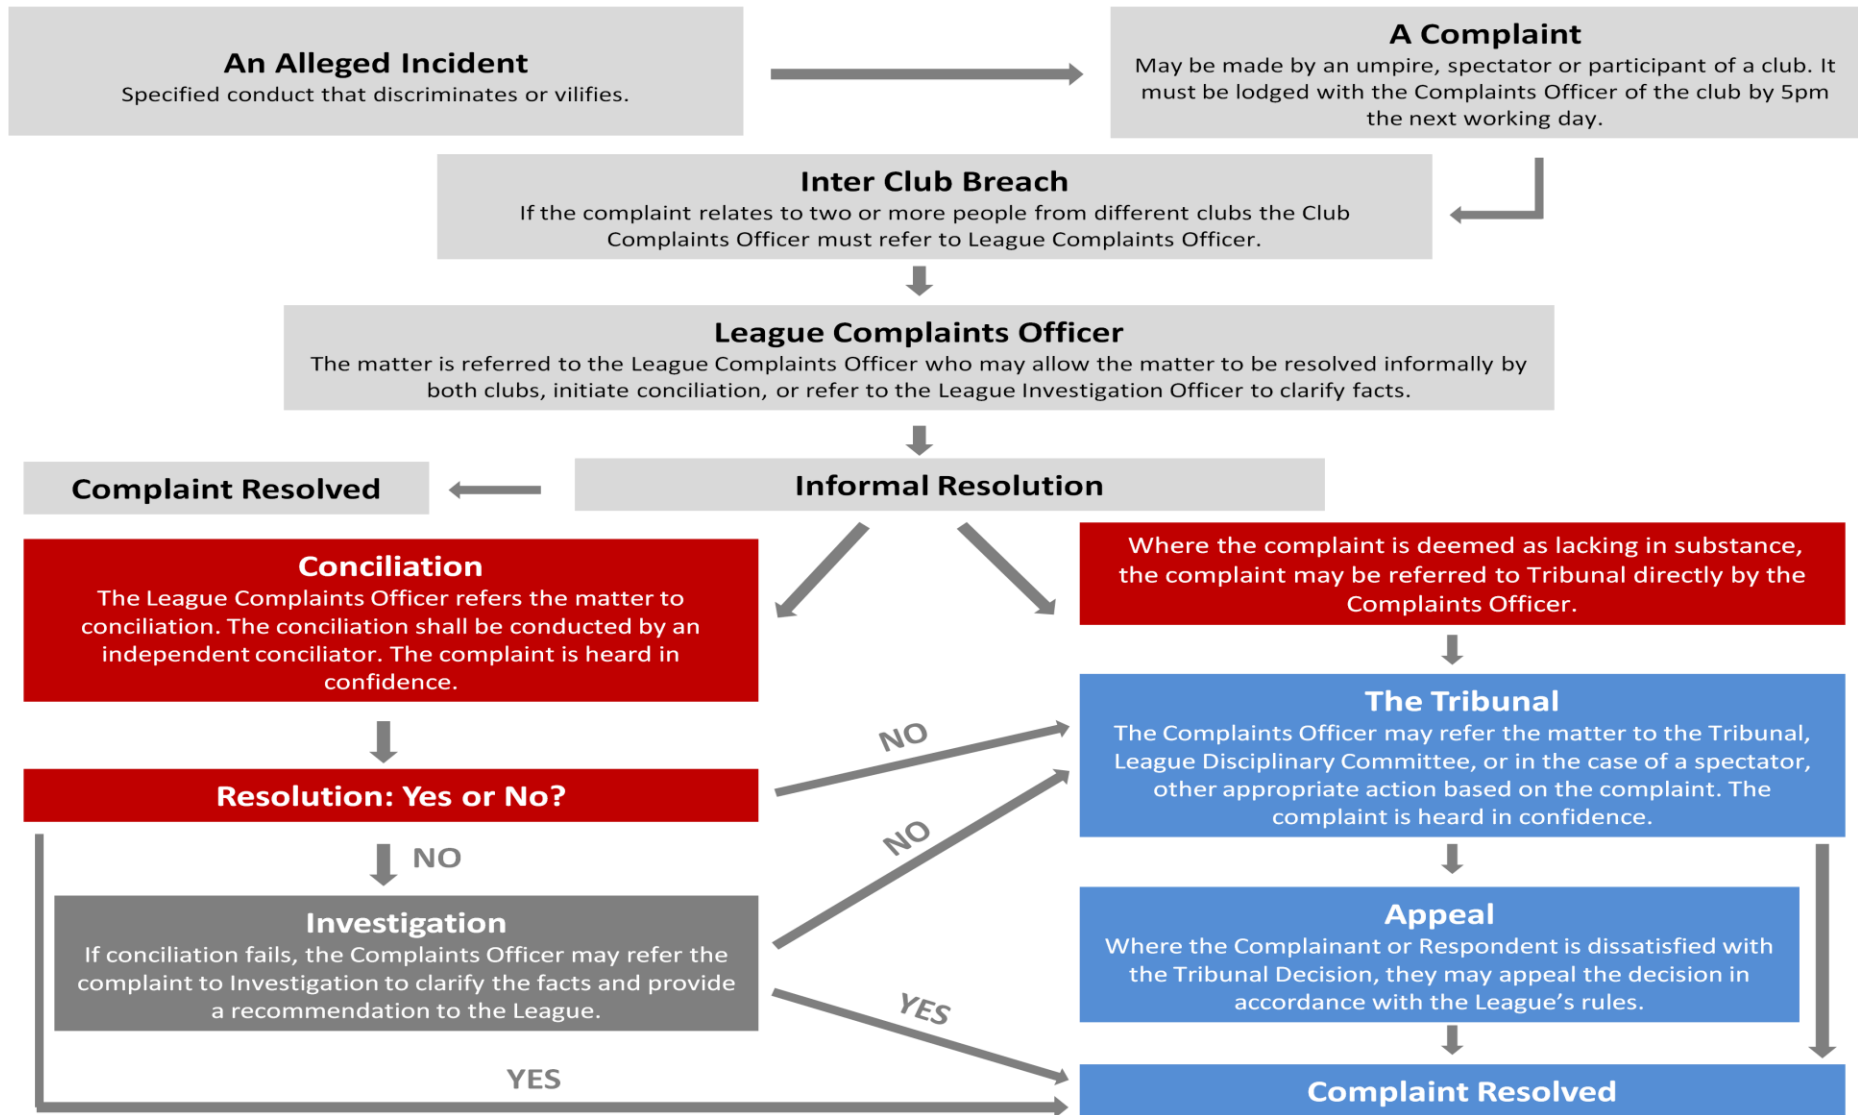 An Alleged Incident
Specified conduct that discriminates or vilifies.
A Complaint
May be made by an umpire, spectator or participant of a club. It
must be lodged with the Complaints Officer of the club by 5pm
the next working day.
Inter Club Breach
If the complaint relates to two or more people from different clubs the Club
Complaints Officer must refer to League Complaints Officer.
League Complaints Officer
The matter is referred to the League Complaints Officer who may allow the matter to be resolved informally by
both clubs, initiate conciliation, or refer to the League Investigation Officer to clarify facts.
Complaint Resolved
Informal Resolution
Conciliation
The League Complaints Officer refers the matter to
conciliation. The conciliation shall be conducted by an
independent conciliator. The complaint is heard in
confidence.
Where the complaint is deemed as lacking in substance,
the complaint may be referred to Tribunal directly by the
Complaints Officer.
The Tribunal
The Complaints Officer may refer the matter to the Tribunal,
League Disciplinary Committee, or in the case of a spectator,
other appropriate action based on the complaint. The
complaint is heard in confidence.
NO
Resolution: Yes or No?
NO
NO
Investigation
If conciliation fails, the Complaints Officer may refer the
complaint to Investigation to clarify the facts and provide
a recommendation to the League.
Appeal
Where the Complainant or Respondent is dissatisfied with
the Tribunal Decision, they may appeal the decision in
accordance with the League's rules.
YES
YES
Complaint Resolved